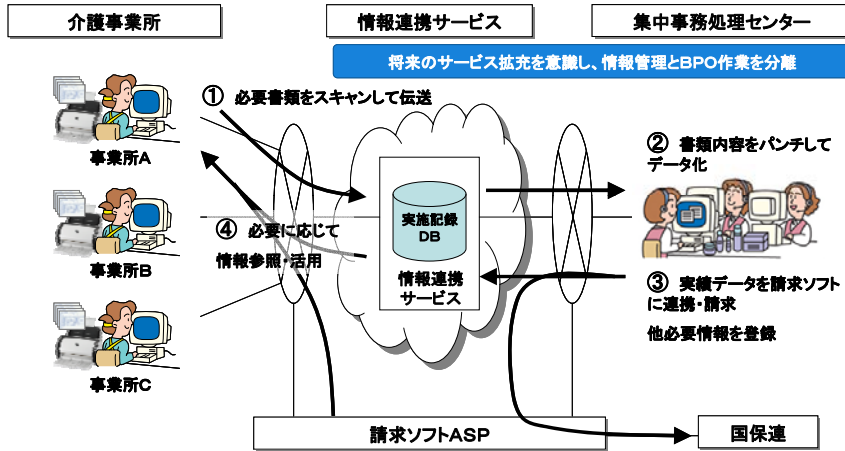 介護事業所
情報連携サービス
集中事務処理センター
将来のサービス拡充を意識し、情報管理とBPO作業を分離
① 必要書類をスキャンして伝送
事業所A
② 書類内容をパンチして
データ化
実施記録
DB
④ 必要に応じて
情報参照・活用
事業所B
情報連携
サービス
③ 実績データを請求ソフト
に連携・請求
他必要情報を登録
事業所C
請求ソフトASP
国保連